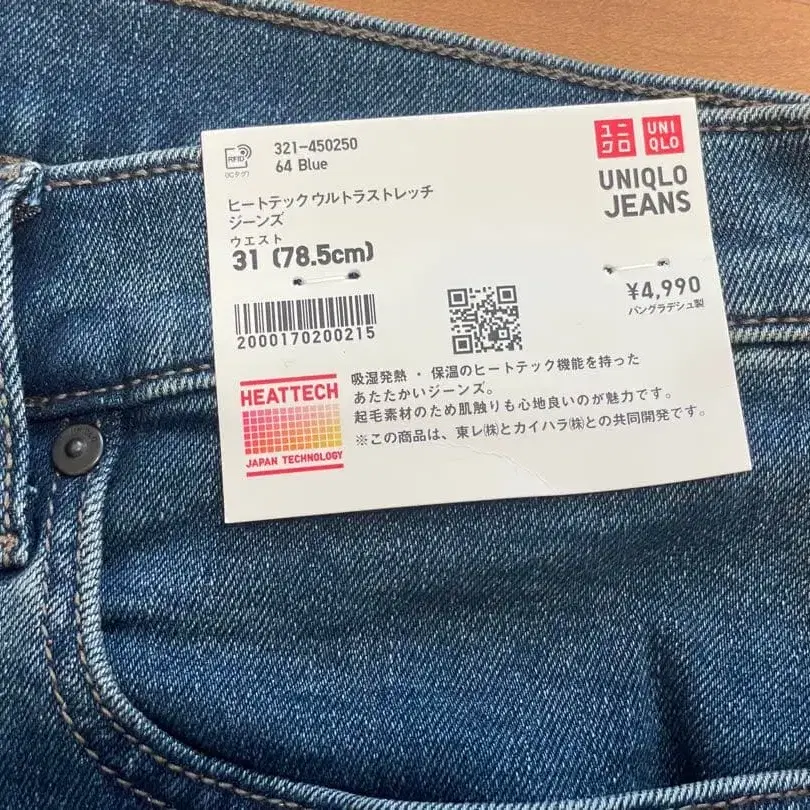 RFID
(ICタグ)
321-450250
64 Blue
ユニ
クロ
UNI
QLO
UNIQLO
JEANS
ヒートテック ウルトラストレッチ
ジーンズ
ウエスト
31 (78.5cm)
¥4,990
バングラデシュ製
2000170200215
HEATTECH
JAPAN TECHNOLOGY
吸湿発熱・保温のヒートテック機能を持った
あたたかいジーンズ。
起毛素材のため肌触りも心地良いのが魅力です。
※この商品は、東レ㈱とカイハラ㈱との共同開発です。